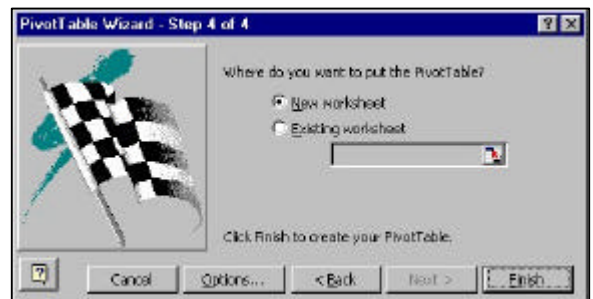 PivotTable Wizard - Step 4 of 4
Where do you want to put the PivotTable?
New worksheet
Existing worksheet
Click Finish to create your PivotTable.
Cancel Options... < Back Next > Finish